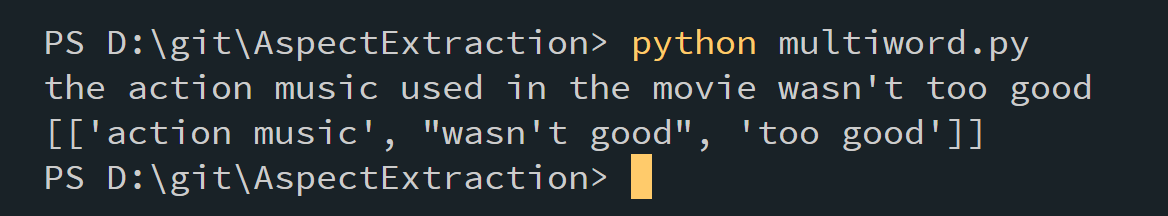 PS D:\git\AspectExtraction> python multiword.py
the action music used in the movie wasn't too good
[['action music', "wasn't good", 'too good']]
PS D:\git\AspectExtraction>